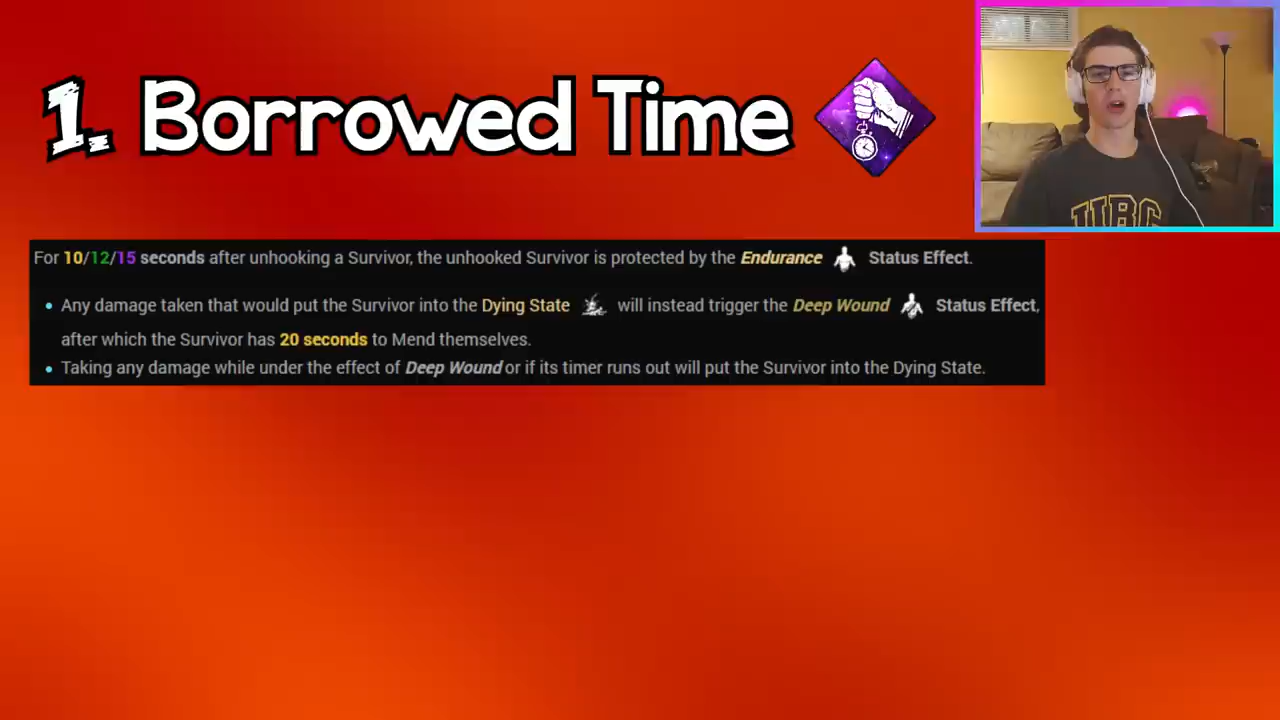 1. Borrowed Time
For 10/12/15 seconds after unhooking a Survivor, the unhooked Survivor is protected by the Endurance Status Effect.
• Any damage taken that would put the Survivor into the Dying State will instead trigger the Deep Wound Status Effect,
after which the Survivor has 20 seconds to Mend themselves.
• Taking any damage while under the effect of Deep Wound or if its timer runs out will put the Survivor into the Dying State.